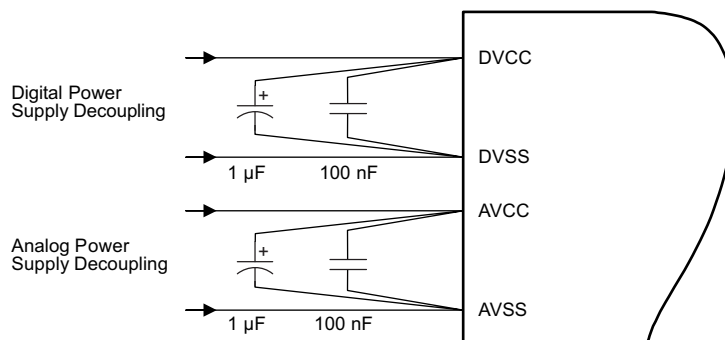 DVCC
Digital Power
Supply Decoupling
+
DVSS
1 µF
100 nF
AVCC
Analog Power
Supply Decoupling
+
AVSS
1 µF
100 nF